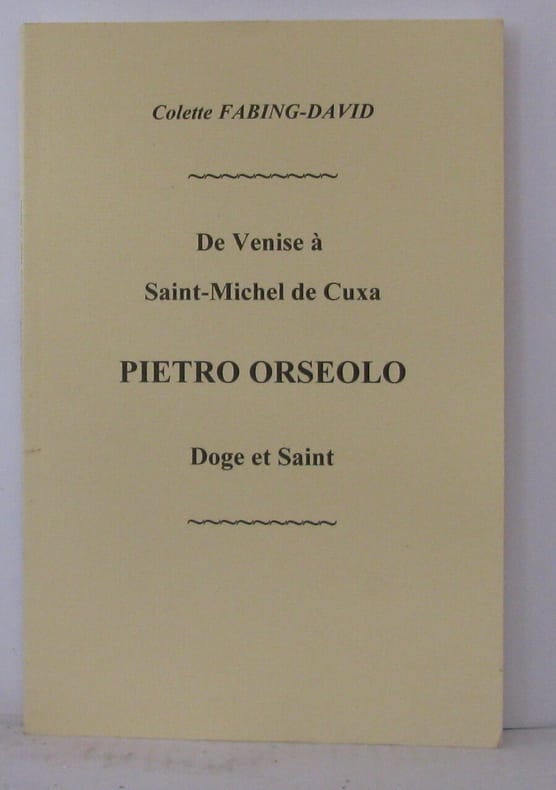 Colette FABING-DAVID
~~~~~~~~~
De Venise à
Saint-Michel de Cuxa
PIETRO ORSEOLO
Doge et Saint
~~~~~~~~~